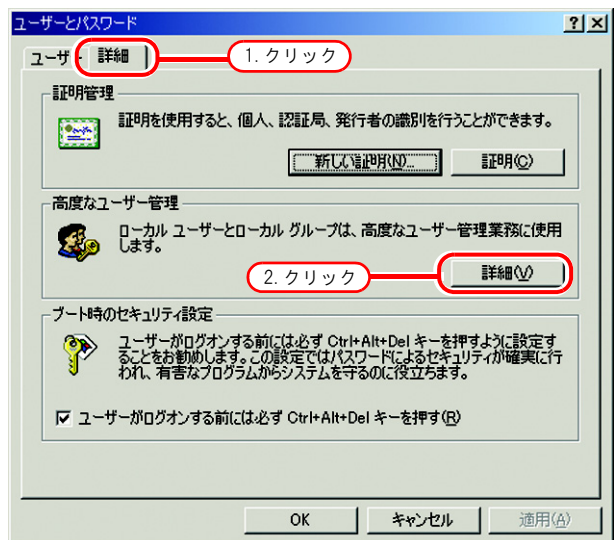 ユーザーとパスワード
ユーザー 詳細
1. クリック
証明管理
証明を使用すると、個人、認証局、発行者の識別を行うことができます。
新しい証明(N)... 証明(C)
高度なユーザー管理
ローカル ユーザーとローカル グループは、高度なユーザー管理業務に使用
します。
2. クリック
詳細(V)
ブート時のセキュリティ設定
ユーザーがログオンする前には必ず Ctrl+Alt+Del キーを押すように設定す
ることをお勧めします。この設定ではパスワードによるセキュリティが確実に行
われ、有害なプログラムからシステムを守るのに役立ちます。
ユーザーがログオンする前には必ず Ctrl+Alt+Del キーを押す(R)
OK キャンセル 適用(A)